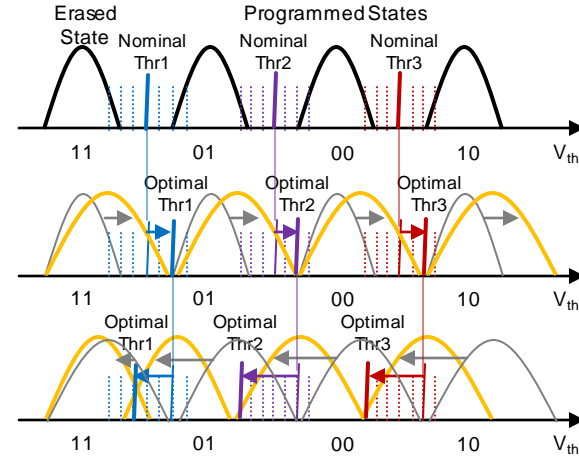 Erased
State
Programmed States
Nominal
Thr1
Nominal
Thr2
Nominal
Thr3
11 01 00 10 Vth
Optimal
Thr1
Optimal
Thr2
Optimal
Thr3
11 01 00 10 Vth
Optimal
Thr1
Optimal
Thr2
Optimal
Thr3
11 01 00 10 Vth